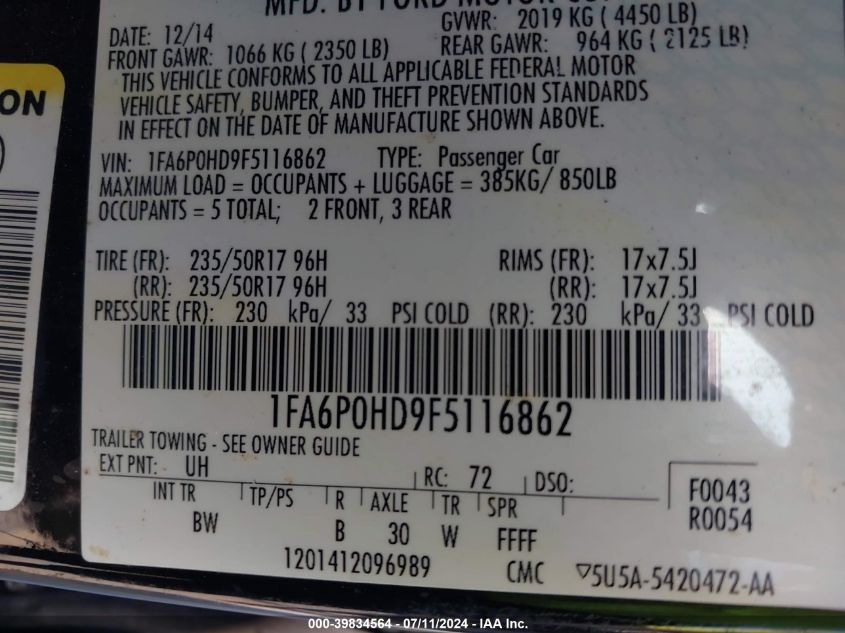 MFD. BY FORD MOTOR CO.
DATE: 12/14 GVWR: 2019 KG ( 4450 LB)
FRONT GAWR: 1066 KG ( 2350 LB) REAR GAWR: 964 KG ( 2125 LB)
THIS VEHICLE CONFORMS TO ALL APPLICABLE FEDERAL MOTOR
VEHICLE SAFETY, BUMPER, AND THEFT PREVENTION STANDARDS
IN EFFECT ON THE DATE OF MANUFACTURE SHOWN ABOVE.
VIN: 1FA6P0HD9F5116862 TYPE: Passenger Car
MAXIMUM LOAD = OCCUPANTS + LUGGAGE = 385KG/ 850LB
OCCUPANTS = 5 TOTAL; 2 FRONT, 3 REAR
TIRE (FR): 235/50R17 96H RIMS (FR): 17x7.5J
(RR): 235/50R17 96H (RR): 17x7.5J
PRESSURE (FR): 230 kPa/ 33 PSI COLD (RR): 230 kPa/ 33 PSI COLD
1FA6P0HD9F5116862
TRAILER TOWING - SEE OWNER GUIDE
EXT PNT: UH RC: 72 DSO:
INT TR TP/PS R AXLE TR SPR
BW B 30 W FFFF
F0043
R0054
1201412096989 CMC ▽5U5A-5420472-AA
ON
000-39834564 - 07/11/2024 - IAA Inc.